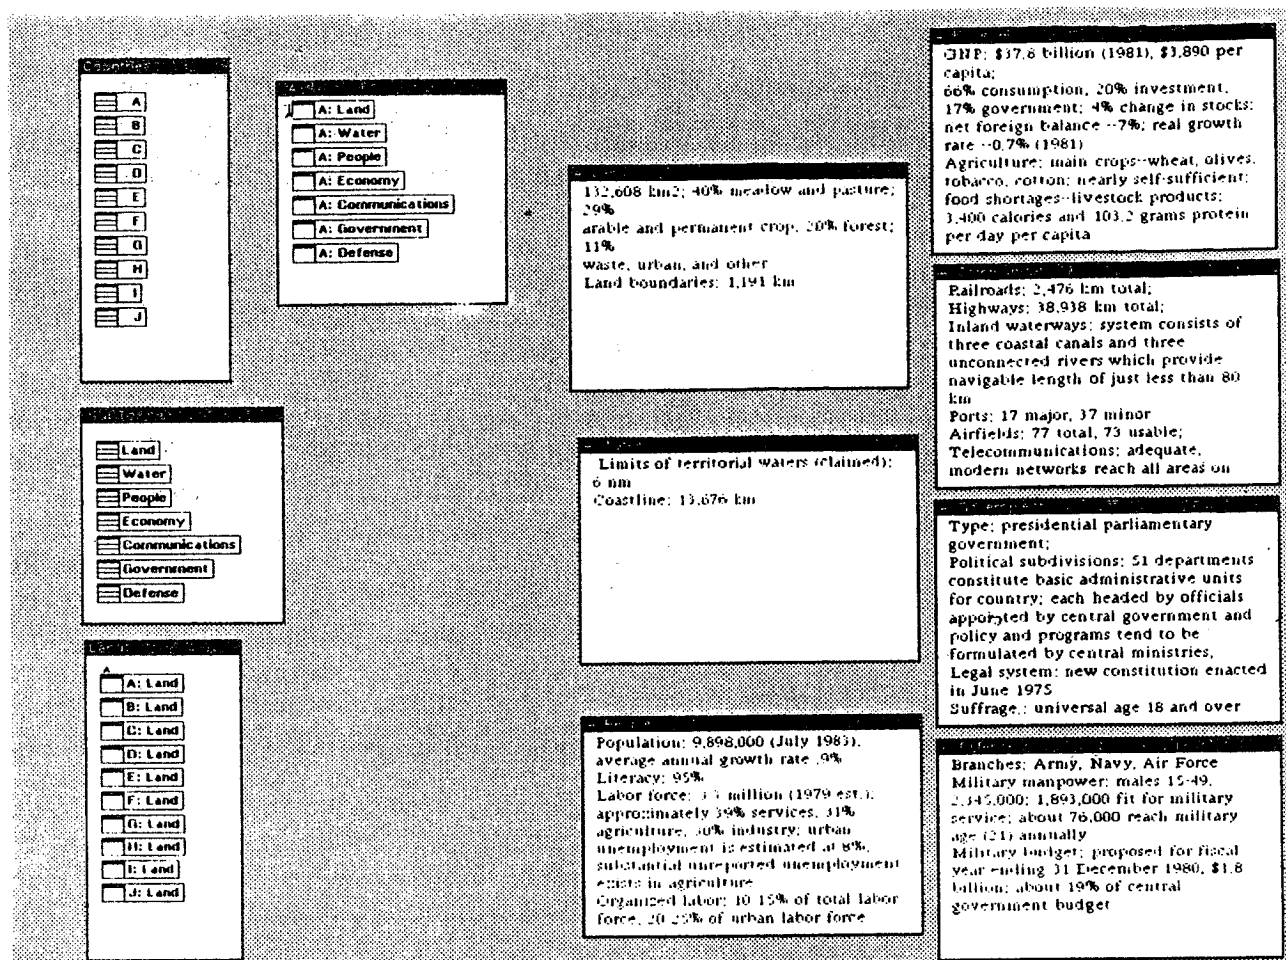 Countries
A
B
C
D
E
F
G
H
I
J
A: Land
A: Water
A: People
A: Economy
A: Communications
A: Government
A: Defense
Land
Water
People
Economy
Communications
Government
Defense
A: Land
B: Land
C: Land
D: Land
E: Land
F: Land
G: Land
H: Land
I: Land
J: Land
132,608 km2; 40% meadow and pasture;
29%
arable and permanent crop, 20% forest;
11%
waste, urban, and other
Land boundaries: 1,191 km
Limits of territorial waters (claimed):
6 nm
Coastline: 13,676 km
Population: 9,898,000 (July 1983),
average annual growth rate .9%
Literacy: 95%
Labor force: million (1979 est.);
approximately 39% services, 31%
agriculture, 30% industry; urban
unemployment is estimated at 8%,
substantial unreported unemployment
exists in agriculture
Organized labor: 10-15% of total labor
force, 20-25% of urban labor force
GNP: $37.8 billion (1981), $3,890 per
capita;
66% consumption, 20% investment,
17% government; 4% change in stocks;
net foreign balance --7%; real growth
rate --0.7% (1981)
Agriculture: main crops--wheat, olives,
tobacco, cotton; nearly self-sufficient;
food shortages--livestock products;
3,400 calories and 103.2 grams protein
per day per capita
Railroads: 2,476 km total;
Highways: 38,938 km total;
Inland waterways: system consists of
three coastal canals and three
unconnected rivers which provide
navigable length of just less than 80
km
Ports: 17 major, 37 minor
Airfields: 77 total, 73 usable;
Telecommunications: adequate,
modern networks reach all areas on
Type: presidential parliamentary
government;
Political subdivisions: 51 departments
constitute basic administrative units
for country; each headed by officials
appointed by central government and
policy and programs tend to be
formulated by central ministries,
Legal system: new constitution enacted
in June 1975
Suffrage.: universal age 18 and over
Branches: Army, Navy, Air Force
Military manpower: males 15-49,
2,345,000; 1,893,000 fit for military
service; about 76,000 reach military
age (21) annually
Military budget: proposed for fiscal
year ending 31 December 1980, $1.8
billion; about 19% of central
government budget